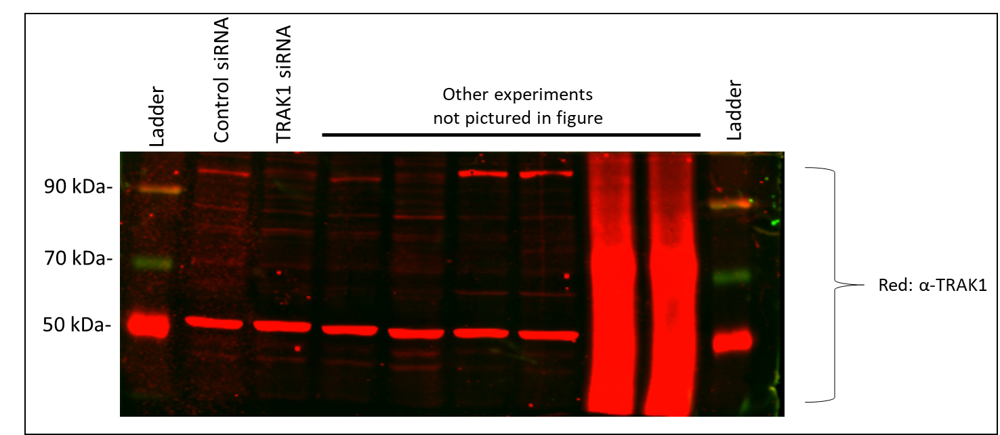 Ladder
Control siRNA
TRAK1 siRNA
Other experiments
not pictured in figure
Ladder
90 kDa-
70 kDa-
50 kDa-
Red: α-TRAK1